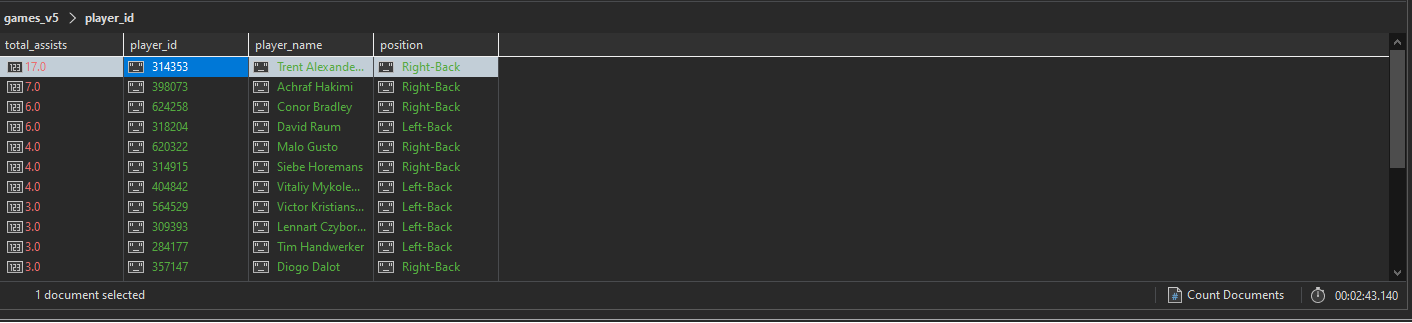 games_v5 > player_id
total_assists player_id player_name position
17.0 314353 Trent Alexande... Right-Back
7.0 398073 Achraf Hakimi Right-Back
6.0 624258 Conor Bradley Right-Back
6.0 318204 David Raum Left-Back
4.0 620322 Malo Gusto Right-Back
4.0 314915 Siebe Horemans Right-Back
4.0 404842 Vitaliy Mykole... Left-Back
3.0 564529 Victor Kristians... Left-Back
3.0 309393 Lennart Czybor... Left-Back
3.0 284177 Tim Handwerker Left-Back
3.0 357147 Diogo Dalot Right-Back
1 document selected Count Documents 00:02:43.140